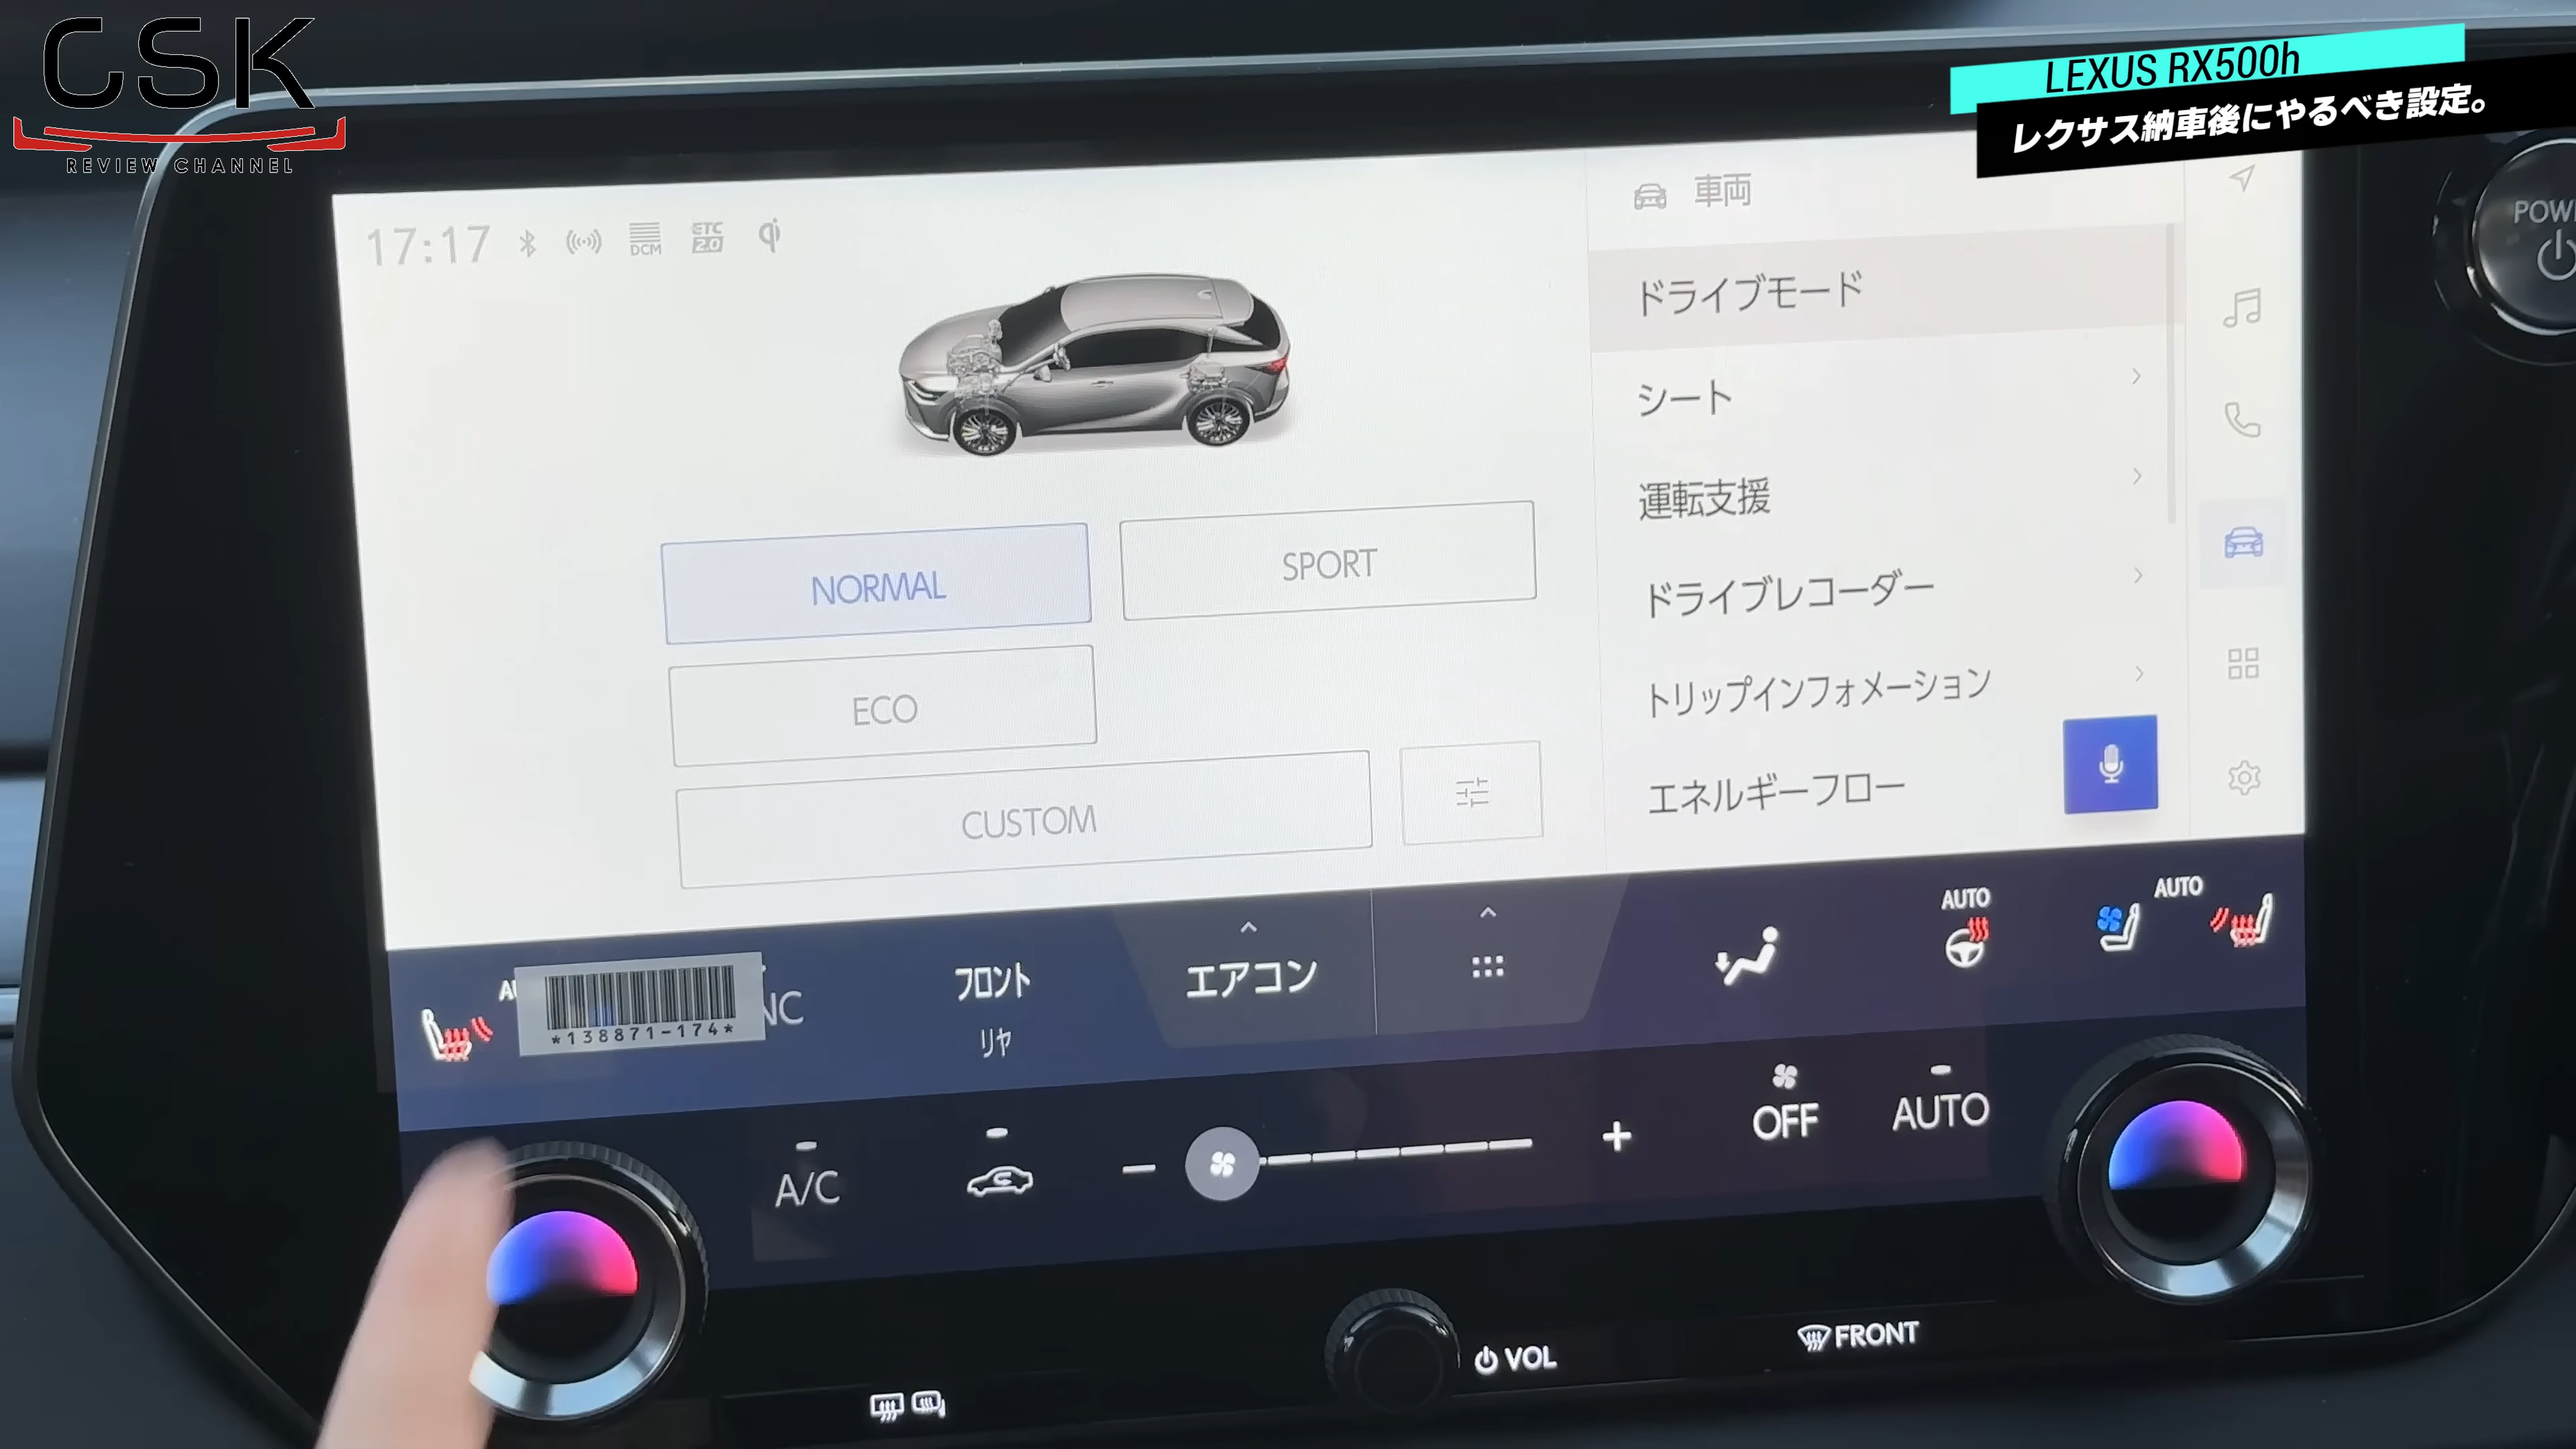 CSK
REVIEW CHANNEL
LEXUS RX500h
レクサス納車後にやるべき設定。
17:17
DCM
ETC
2.0
qi
車両
ドライブモード
シート
運転支援
ドライブレコーダー
トリップインフォメーション
エネルギーフロー
NORMAL
SPORT
ECO
CUSTOM
*138871-174*
フロント
リヤ
エアコン
AUTO
AUTO
A/C
OFF
AUTO
VOL
FRONT